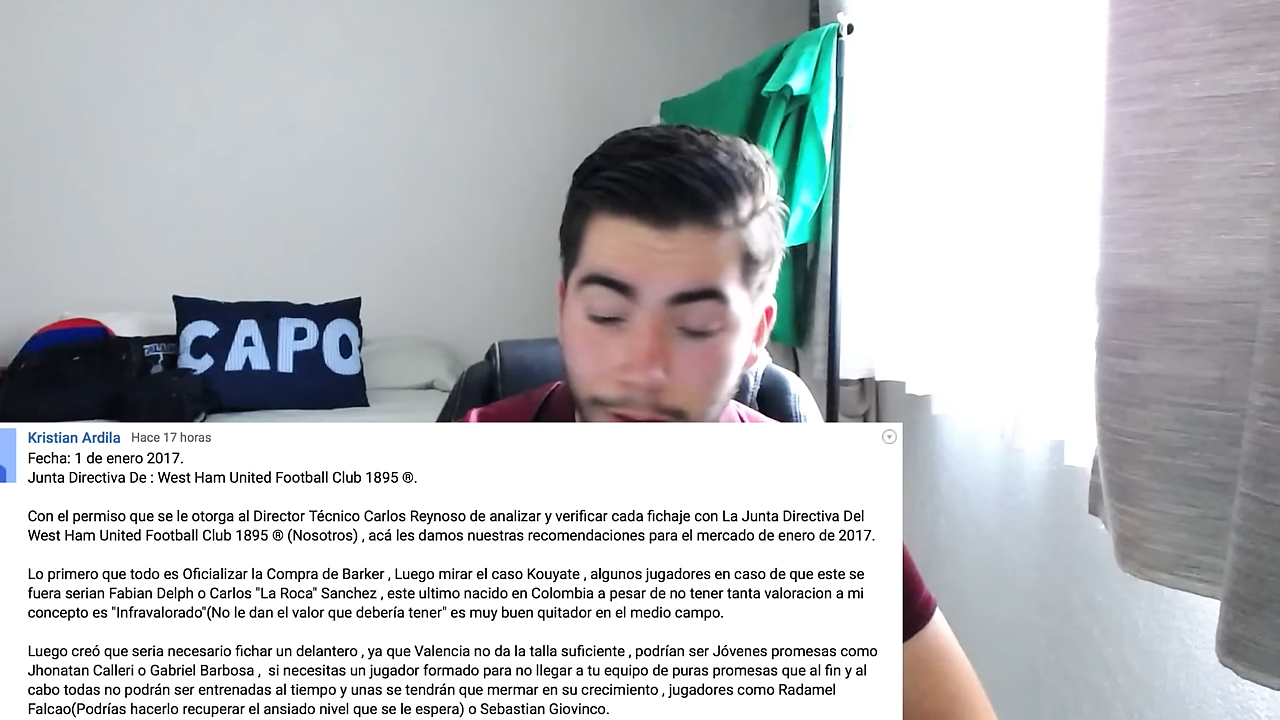 CAPO
Kristian Ardila Hace 17 horas
Fecha: 1 de enero 2017.
Junta Directiva De : West Ham United Football Club 1895 ®.
Con el permiso que se le otorga al Director Técnico Carlos Reynoso de analizar y verificar cada fichaje con La Junta Directiva Del
West Ham United Football Club 1895 ® (Nosotros) , acá les damos nuestras recomendaciones para el mercado de enero de 2017.
Lo primero que todo es Oficializar la Compra de Barker , Luego mirar el caso Kouyate , algunos jugadores en caso de que este se
fuera serian Fabian Delph o Carlos "La Roca" Sanchez , este ultimo nacido en Colombia a pesar de no tener tanta valoracion a mi
concepto es "Infravalorado"(No le dan el valor que debería tener" es muy buen quitador en el medio campo.
Luego creó que seria necesario fichar un delantero , ya que Valencia no da la talla suficiente , podrían ser Jóvenes promesas como
Jhonatan Calleri o Gabriel Barbosa , si necesitas un jugador formado para no llegar a tu equipo de puras promesas que al fin y al
cabo todas no podrán ser entrenadas al tiempo y unas se tendrán que mermar en su crecimiento , jugadores como Radamel
Falcao(Podrías hacerlo recuperar el ansiado nivel que se le espera) o Sebastian Giovinco.